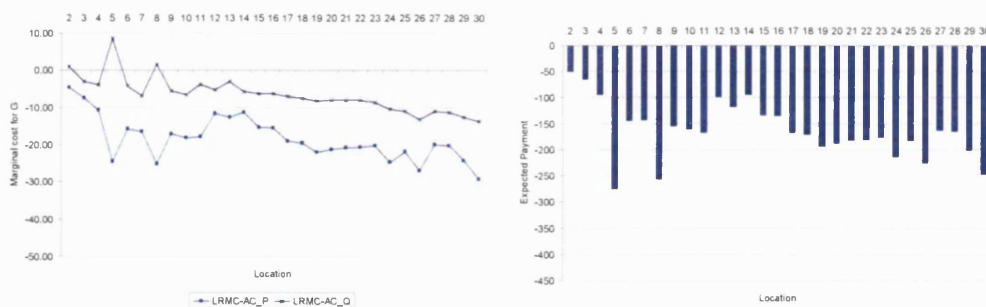 2 3 4 5 6 7 8 9 10 11 12 13 14 15 16 17 18 19 20 21 22 23 24 25 26 27 28 29 30
10.00
0.00
-10.00
-20.00
-30.00
-40.00
-50.00
Marginal cost for G
Location
LRMC-AC_P LRMC-AC_Q
2 3 4 5 6 7 8 9 10 11 12 13 14 15 16 17 18 19 20 21 22 23 24 25 26 27 28 29 30
0
-50
-100
-150
-200
-250
-300
-350
-400
-450
Expected Payment
Location